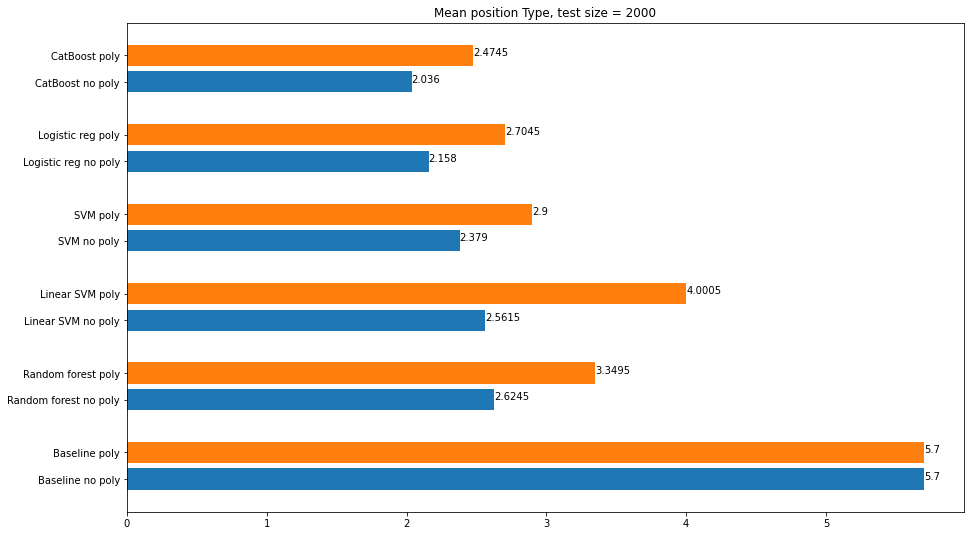 Mean position Type, test size = 2000
CatBoost poly 2.4745
CatBoost no poly 2.036
Logistic reg poly 2.7045
Logistic reg no poly 2.158
SVM poly 2.9
SVM no poly 2.379
Linear SVM poly 4.0005
Linear SVM no poly 2.5615
Random forest poly 3.3495
Random forest no poly 2.6245
Baseline poly 5.7
Baseline no poly 5.7
0 1 2 3 4 5